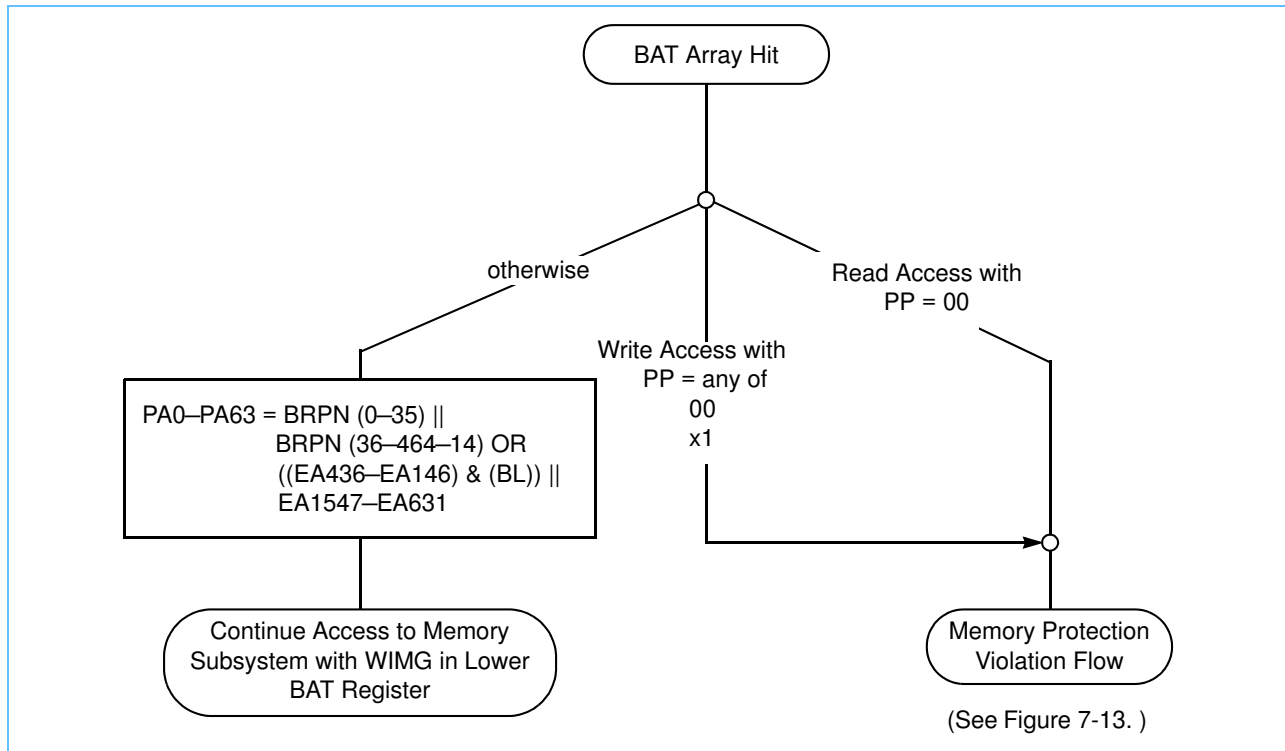 BAT Array Hit
otherwise
Read Access with
PP = 00
Write Access with
PP = any of
00
x1
PA0–PA63 = BRPN (0–35) ||
BRPN (36–464–14) OR
((EA436–EA146) & (BL)) ||
EA1547–EA631
Continue Access to Memory
Subsystem with WIMG in Lower
BAT Register
Memory Protection
Violation Flow
(See Figure 7-13. )